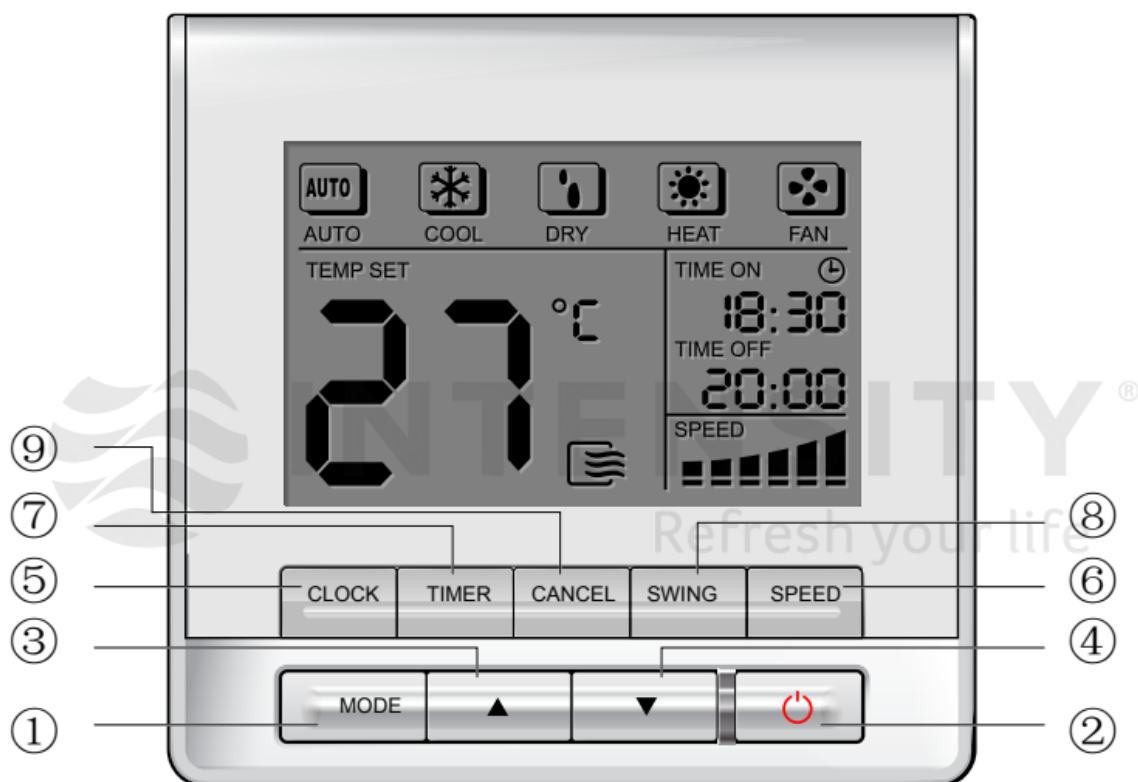 AUTO
AUTO COOL DRY HEAT FAN
TEMP SET
27 °C
TIME ON
18:30
TIME OFF
20:00
SPEED
INTENSITY®
Refresh your life
⑨
⑦
⑤
③
①
⑧
⑥
④
②
CLOCK TIMER CANCEL SWING SPEED
MODE ▲ ▼